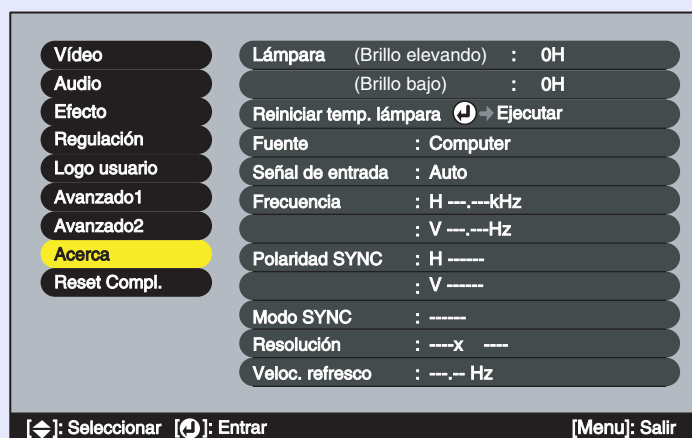 Vídeo
Audio
Efecto
Regulación
Logo usuario
Avanzado1
Avanzado2
Acerca
Reset Compl.
Lámpara (Brillo elevando) : 0H
(Brillo bajo) : 0H
Reiniciar temp. lámpara Ejecutar
Fuente : Computer
Señal de entrada : Auto
Frecuencia : H ---.---kHz
: V ---.---Hz
Polaridad SYNC : H ------
: V ------
Modo SYNC : ------
Resolución : ----x ----
Veloc. refresco : ---.-- Hz
[ ]: Seleccionar [ ]: Entrar [Menu]: Salir